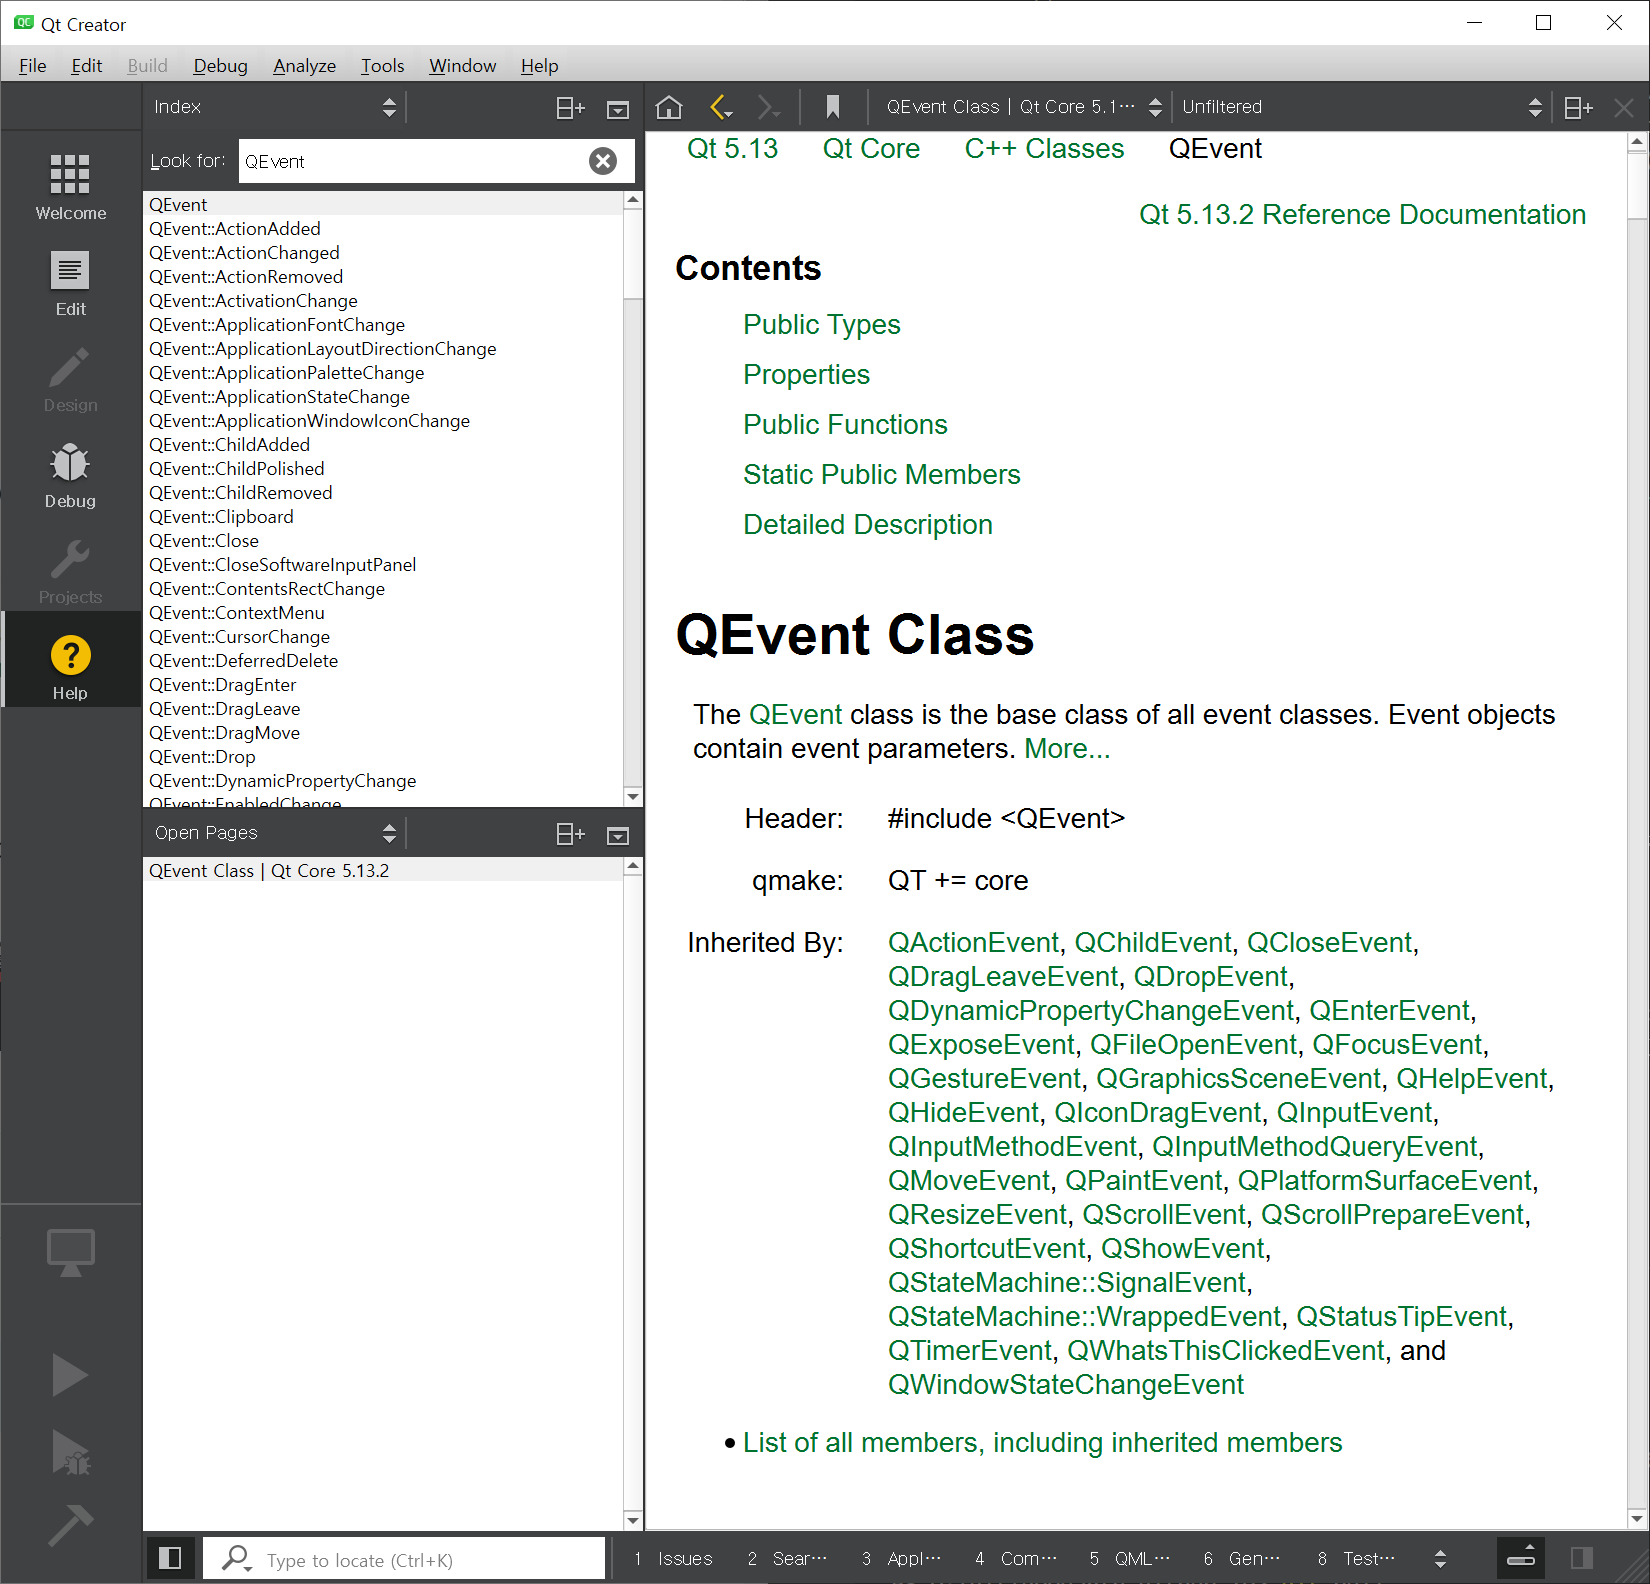 QC Qt Creator
File Edit Build Debug Analyze Tools Window Help
Index
QEvent Class | Qt Core 5.1···
Unfiltered
Look for: QEvent
Welcome
Edit
Design
Debug
Projects
Help
QEvent
QEvent::ActionAdded
QEvent::ActionChanged
QEvent::ActionRemoved
QEvent::ActivationChange
QEvent::ApplicationFontChange
QEvent::ApplicationLayoutDirectionChange
QEvent::ApplicationPaletteChange
QEvent::ApplicationStateChange
QEvent::ApplicationWindowIconChange
QEvent::ChildAdded
QEvent::ChildPolished
QEvent::ChildRemoved
QEvent::Clipboard
QEvent::Close
QEvent::CloseSoftwareInputPanel
QEvent::ContentsRectChange
QEvent::ContextMenu
QEvent::CursorChange
QEvent::DeferredDelete
QEvent::DragEnter
QEvent::DragLeave
QEvent::DragMove
QEvent::Drop
QEvent::DynamicPropertyChange
QEvent::EnabledChange
Open Pages
QEvent Class | Qt Core 5.13.2
Qt 5.13 Qt Core C++ Classes QEvent
Qt 5.13.2 Reference Documentation
Contents
Public Types
Properties
Public Functions
Static Public Members
Detailed Description
QEvent Class
The QEvent class is the base class of all event classes. Event objects
contain event parameters. More...
Header: #include <QEvent>
qmake: QT += core
Inherited By: QActionEvent, QChildEvent, QCloseEvent,
QDragLeaveEvent, QDropEvent,
QDynamicPropertyChangeEvent, QEnterEvent,
QExposeEvent, QFileOpenEvent, QFocusEvent,
QGestureEvent, QGraphicsSceneEvent, QHelpEvent,
QHideEvent, QIconDragEvent, QInputEvent,
QInputMethodEvent, QInputMethodQueryEvent,
QMoveEvent, QPaintEvent, QPlatformSurfaceEvent,
QResizeEvent, QScrollEvent, QScrollPrepareEvent,
QShortcutEvent, QShowEvent,
QStateMachine::SignalEvent,
QStateMachine::WrappedEvent, QStatusTipEvent,
QTimerEvent, QWhatsThisClickedEvent, and
QWindowStateChangeEvent
• List of all members, including inherited members
Type to locate (Ctrl+K)
1 Issues 2 Sear··· 3 Appl··· 4 Com··· 5 QML··· 6 Gen··· 8 Test···